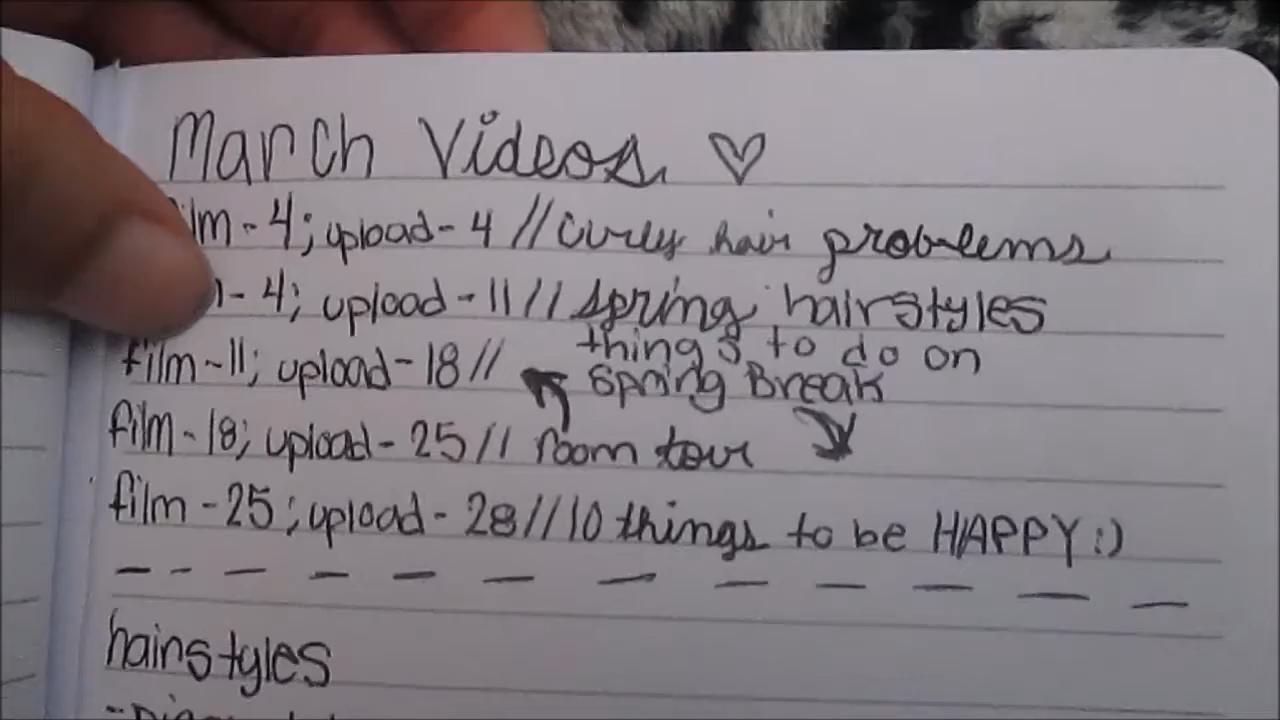 March Videos ♡
film-4; upload-4 // curly hair problems
- 4; upload - 11 // spring hairstyles
film-11; upload-18 // things to do on
Spring Break
film-18; upload-25 // room tour
film-25; upload-28 // 10 things to be HAPPY :)
hairstyles